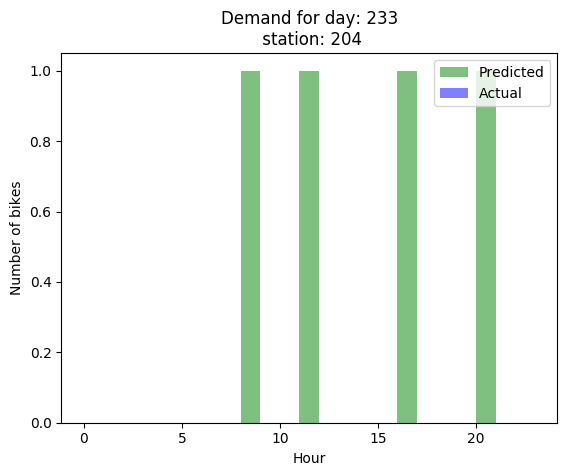 Demand for day: 233
station: 204
Predicted
Actual
1.0
0.8
0.6
0.4
0.2
0.0
Number of bikes
0
5
10
15
20
Hour